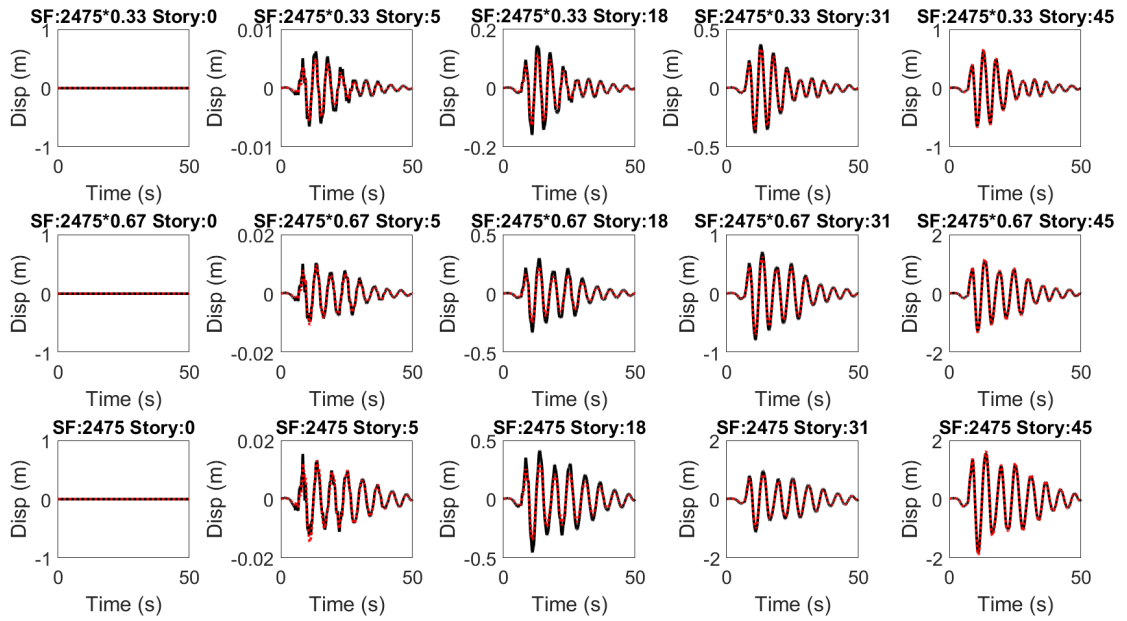 SF:2475*0.33 Story:0
1
0
-1
Disp (m)
0
50
Time (s)
SF:2475*0.33 Story:5
0.01
0
-0.01
Disp (m)
0
50
Time (s)
SF:2475*0.33 Story:18
0.2
0
-0.2
Disp (m)
0
50
Time (s)
SF:2475*0.33 Story:31
0.5
0
-0.5
Disp (m)
0
50
Time (s)
SF:2475*0.33 Story:45
1
0
-1
Disp (m)
0
50
Time (s)
SF:2475*0.67 Story:0
1
0
-1
Disp (m)
0
50
Time (s)
SF:2475*0.67 Story:5
0.02
0
-0.02
Disp (m)
0
50
Time (s)
SF:2475*0.67 Story:18
0.5
0
-0.5
Disp (m)
0
50
Time (s)
SF:2475*0.67 Story:31
1
0
-1
Disp (m)
0
50
Time (s)
SF:2475*0.67 Story:45
2
0
-2
Disp (m)
0
50
Time (s)
SF:2475 Story:0
1
0
-1
Disp (m)
0
50
Time (s)
SF:2475 Story:5
0.02
0
-0.02
Disp (m)
0
50
Time (s)
SF:2475 Story:18
0.5
0
-0.5
Disp (m)
0
50
Time (s)
SF:2475 Story:31
2
0
-2
Disp (m)
0
50
Time (s)
SF:2475 Story:45
2
0
-2
Disp (m)
0
50
Time (s)